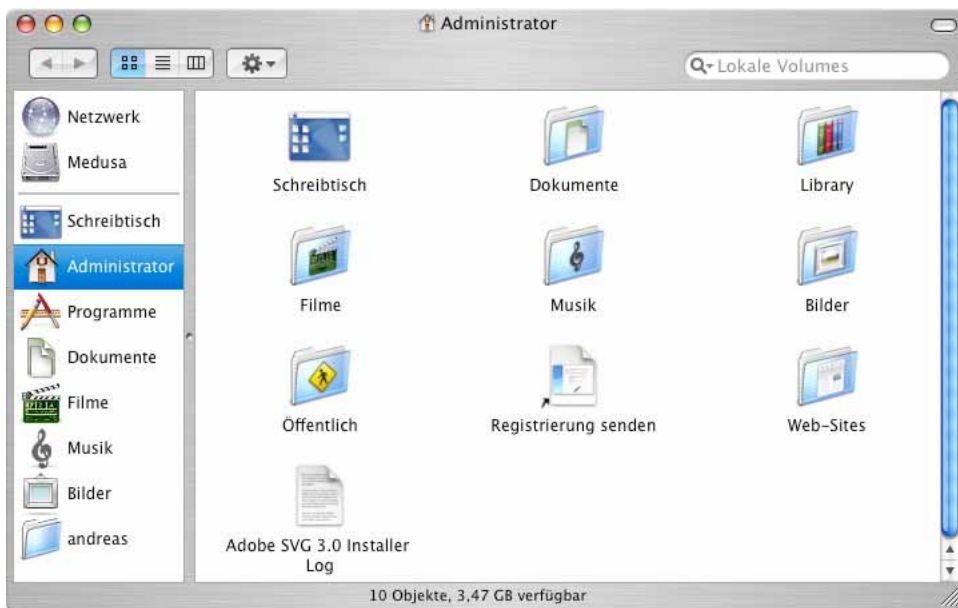 Administrator
Lokale Volumes
Netzwerk
Medusa
Schreibtisch
Administrator
Programme
Dokumente
Filme
Musik
Bilder
andreas
Schreibtisch
Dokumente
Library
Filme
Musik
Bilder
Öffentlich
Registrierung senden
Web-Sites
Adobe SVG 3.0 Installer
Log
10 Objekte, 3,47 GB verfügbar